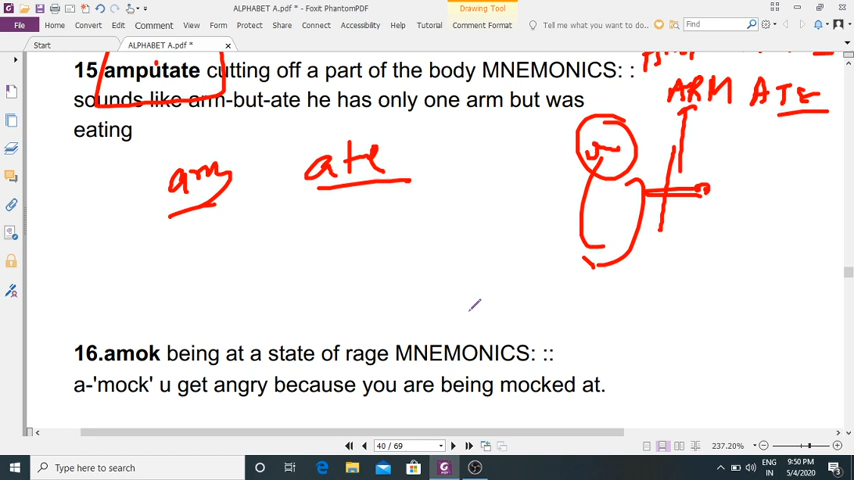 ALPHABET A.pdf * - Foxit PhantomPDF
Drawing Tool
File Home Convert Edit Comment View Form Protect Share Connect Accessibility Help Tutorial Comment Format
Tell me what you want to do...
Find
Start ALPHABET A.pdf *
15.amputate cutting off a part of the body MNEMONICS: :
sounds like arm-but-ate he has only one arm but was
eating
ARM ATE
arm ate
16.amok being at a state of rage MNEMONICS: ::
a-'mock' u get angry because you are being mocked at.
40 / 69
237.20%
Type here to search
ENG
IN
9:50 PM
5/4/2020
3